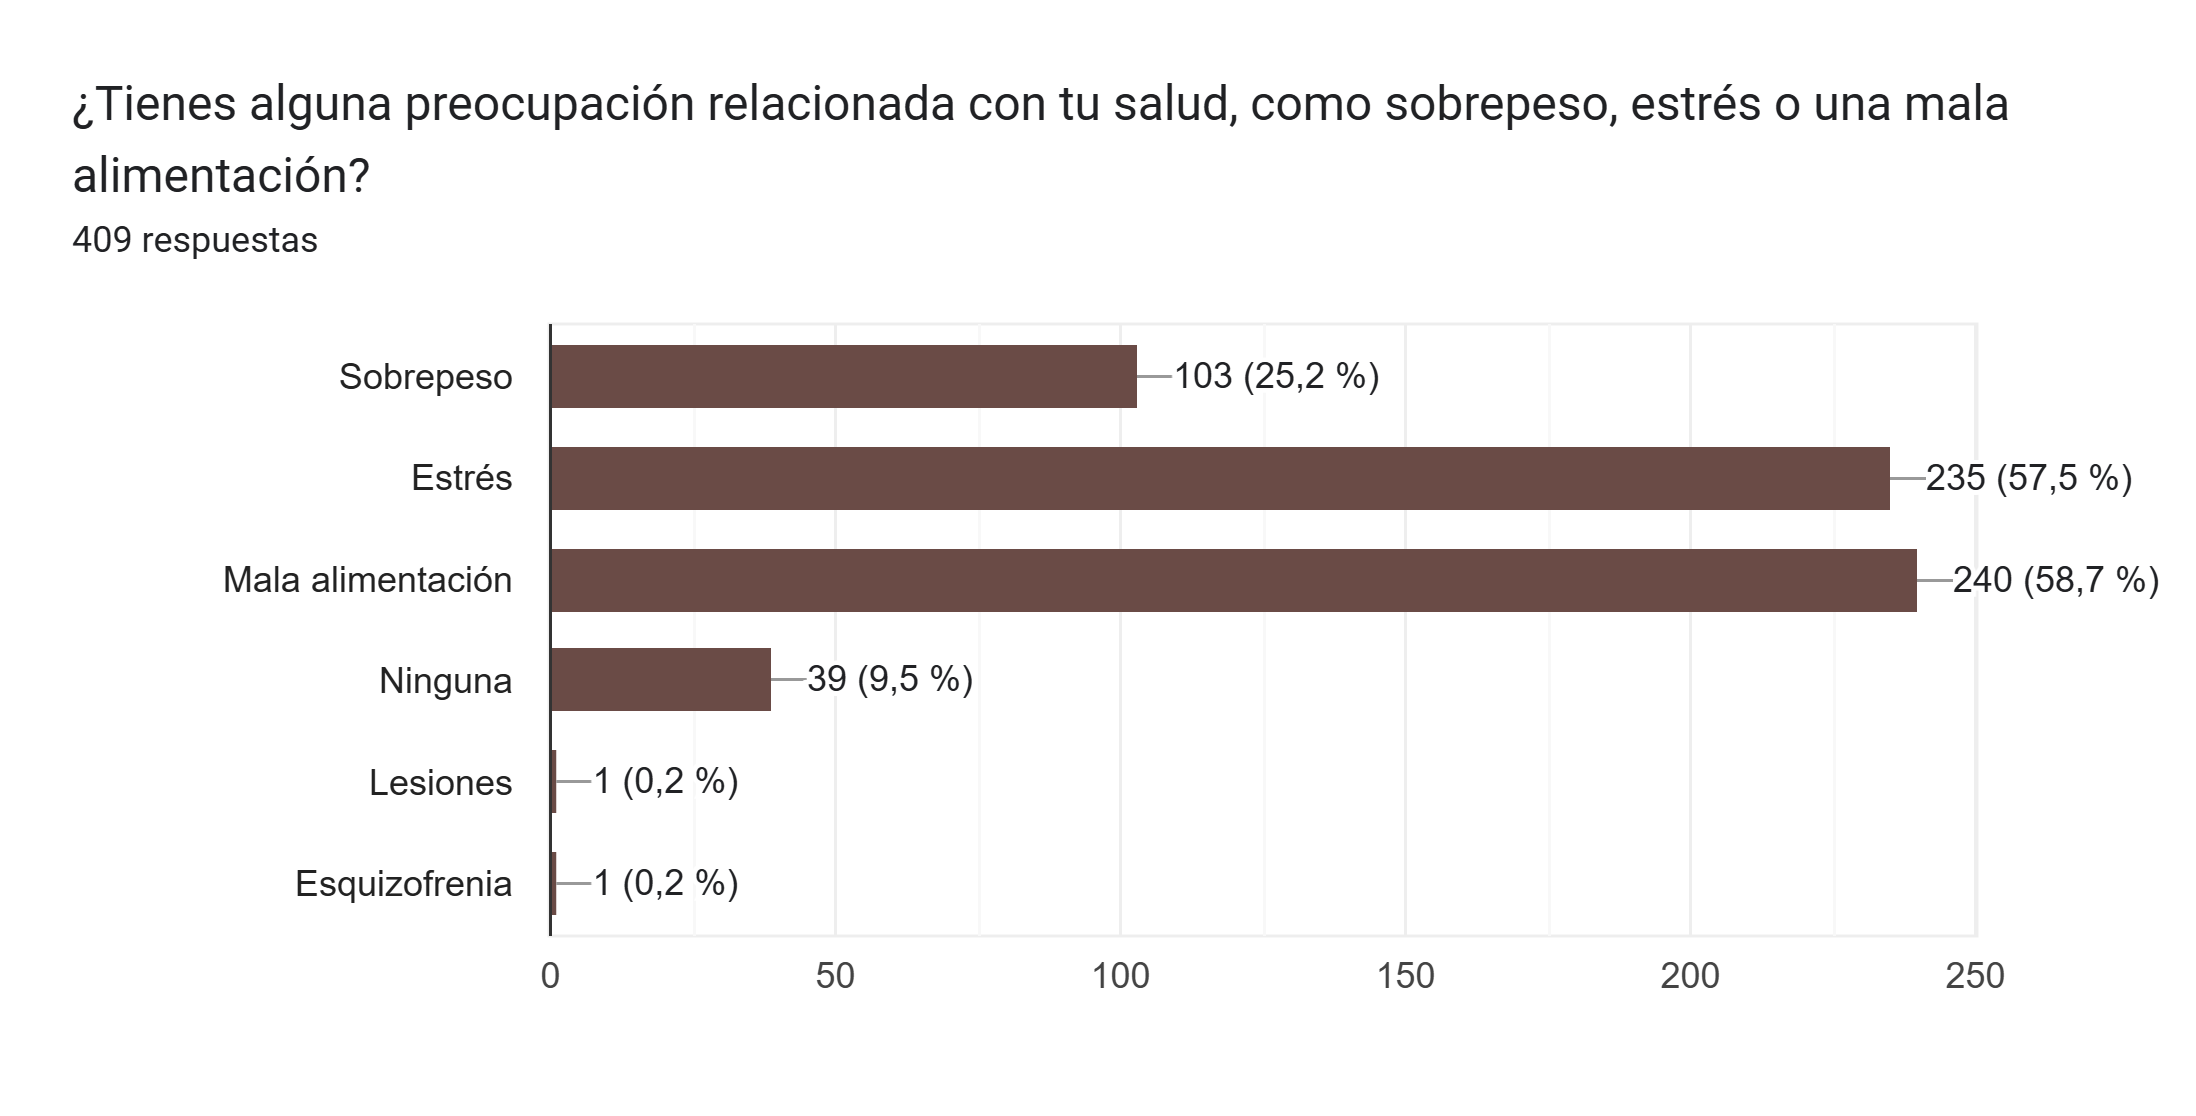 ¿Tienes alguna preocupación relacionada con tu salud, como sobrepeso, estrés o una mala
alimentación?
409 respuestas
Sobrepeso 103 (25,2 %)
Estrés 235 (57,5 %)
Mala alimentación 240 (58,7 %)
Ninguna 39 (9,5 %)
Lesiones 1 (0,2 %)
Esquizofrenia 1 (0,2 %)
0 50 100 150 200 250